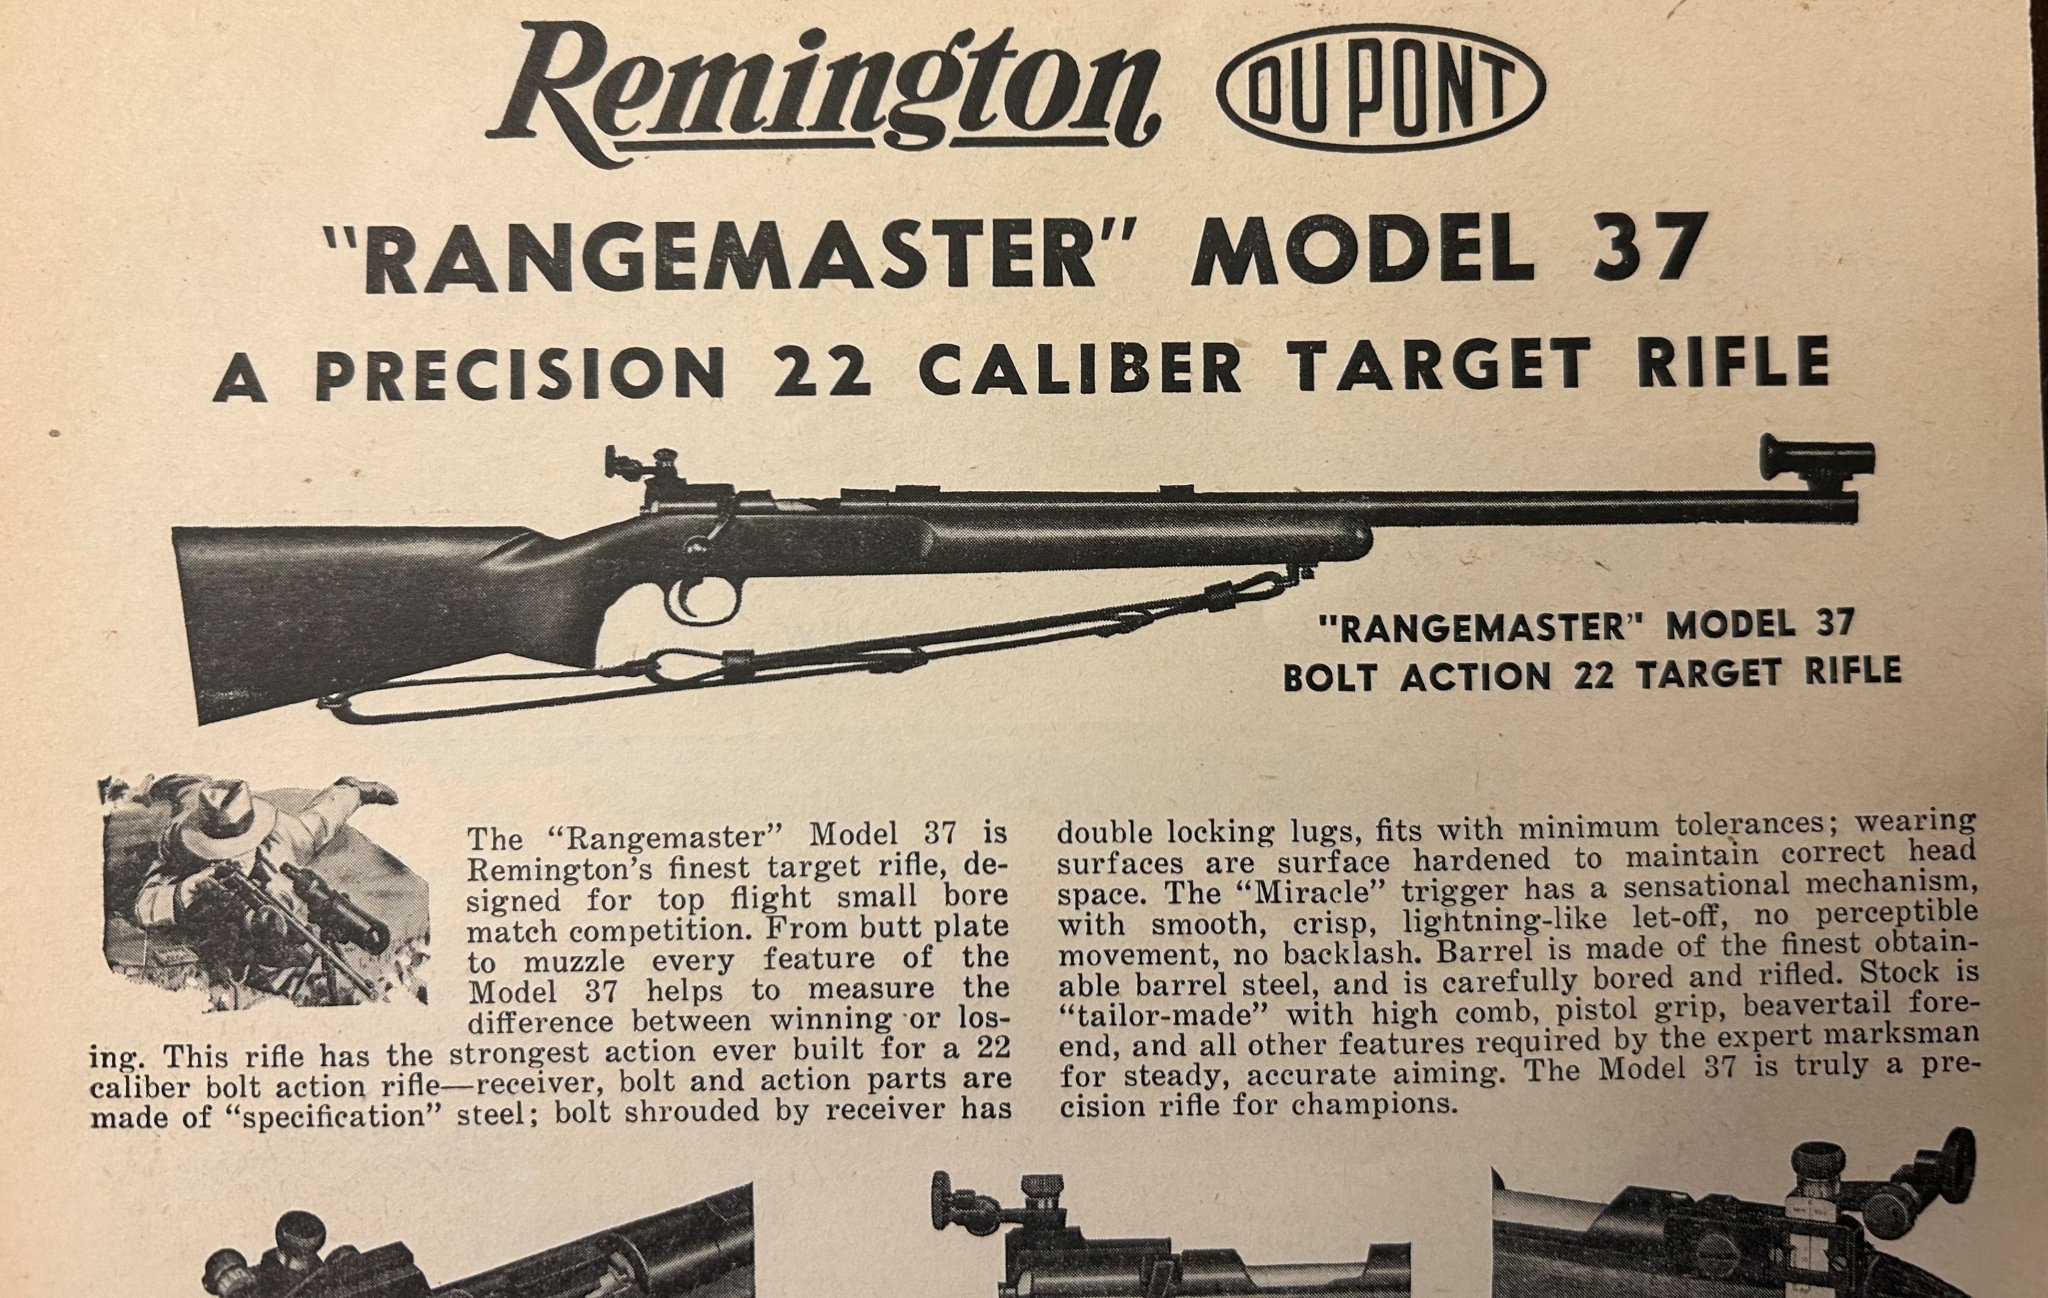 Remington DU PONT
"RANGEMASTER" MODEL 37
A PRECISION 22 CALIBER TARGET RIFLE
"RANGEMASTER" MODEL 37
BOLT ACTION 22 TARGET RIFLE
The "Rangemaster" Model 37 is
Remington's finest target rifle, de-
signed for top flight small bore
match competition. From butt plate
to muzzle every feature of the
Model 37 helps to measure the
difference between winning or los-
ing. This rifle has the strongest action ever built for a 22
caliber bolt action rifle—receiver, bolt and action parts are
made of "specification" steel; bolt shrouded by receiver has
double locking lugs, fits with minimum tolerances; wearing
surfaces are surface hardened to maintain correct head
space. The "Miracle" trigger has a sensational mechanism,
with smooth, crisp, lightning-like let-off, no perceptible
movement, no backlash. Barrel is made of the finest obtain-
able barrel steel, and is carefully bored and rifled. Stock is
"tailor-made" with high comb, pistol grip, beavertail fore-
end, and all other features required by the expert marksman
for steady, accurate aiming. The Model 37 is truly a pre-
cision rifle for champions.